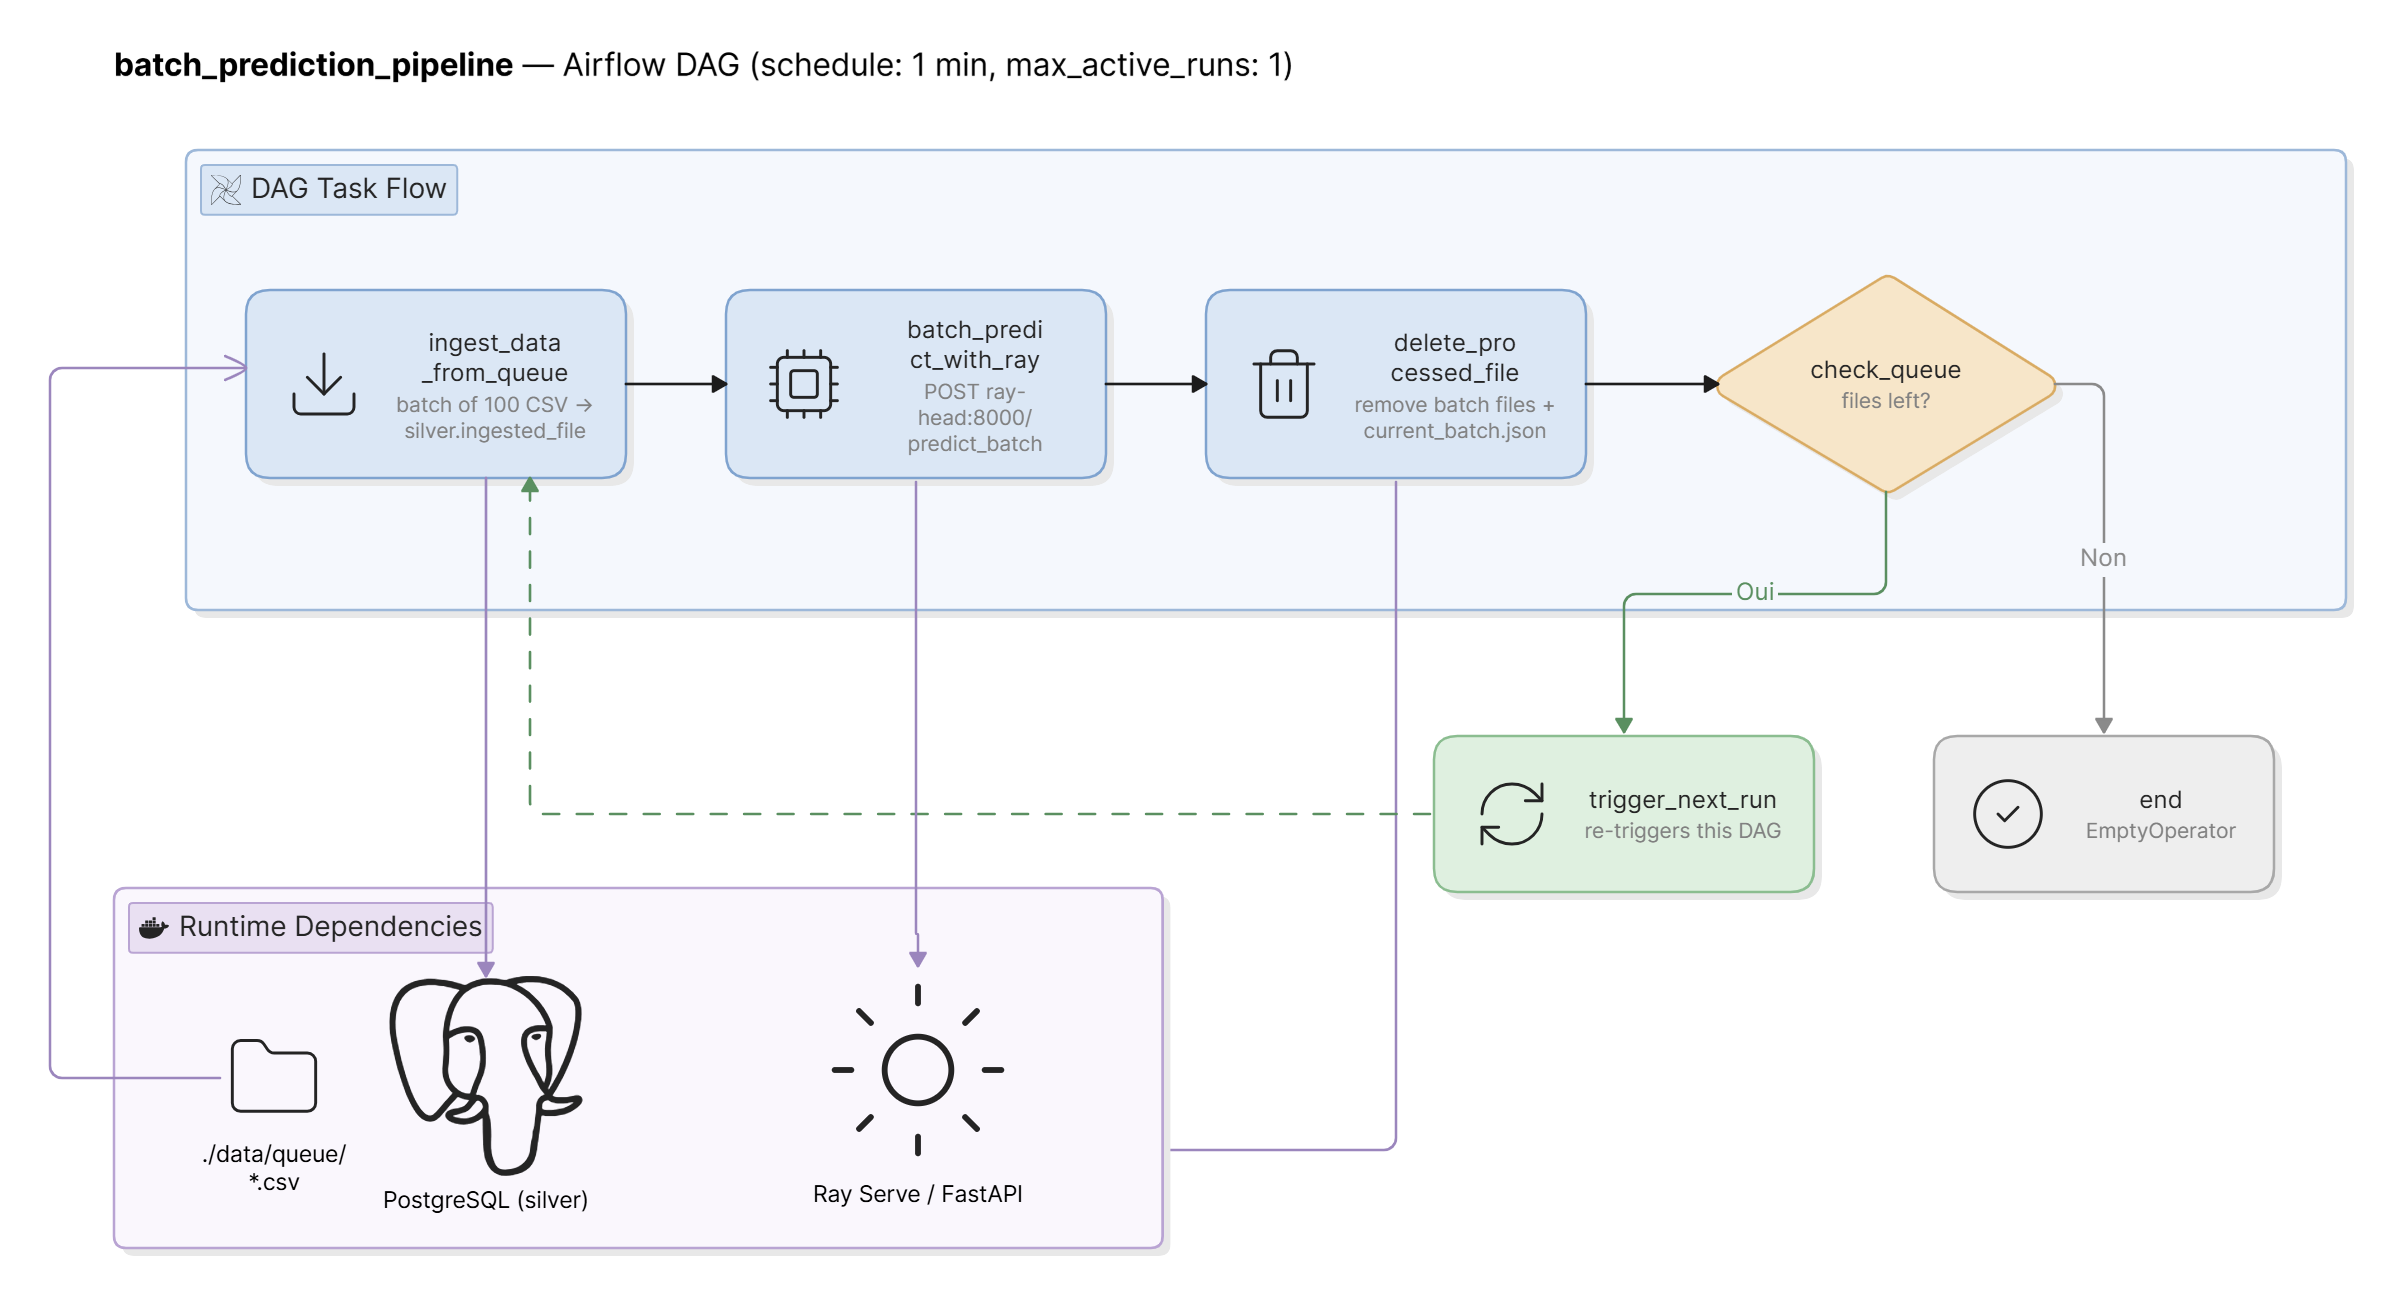 batch_prediction_pipeline — Airflow DAG (schedule: 1 min, max_active_runs: 1)
DAG Task Flow
ingest_data
_from_queue
batch of 100 CSV →
silver.ingested_file
batch_predi
ct_with_ray
POST ray-
head:8000/
predict_batch
delete_pro
cessed_file
remove batch files +
current_batch.json
check_queue
files left?
Non
Oui
trigger_next_run
re-triggers this DAG
end
EmptyOperator
Runtime Dependencies
./data/queue/
*.csv
PostgreSQL (silver)
Ray Serve / FastAPI